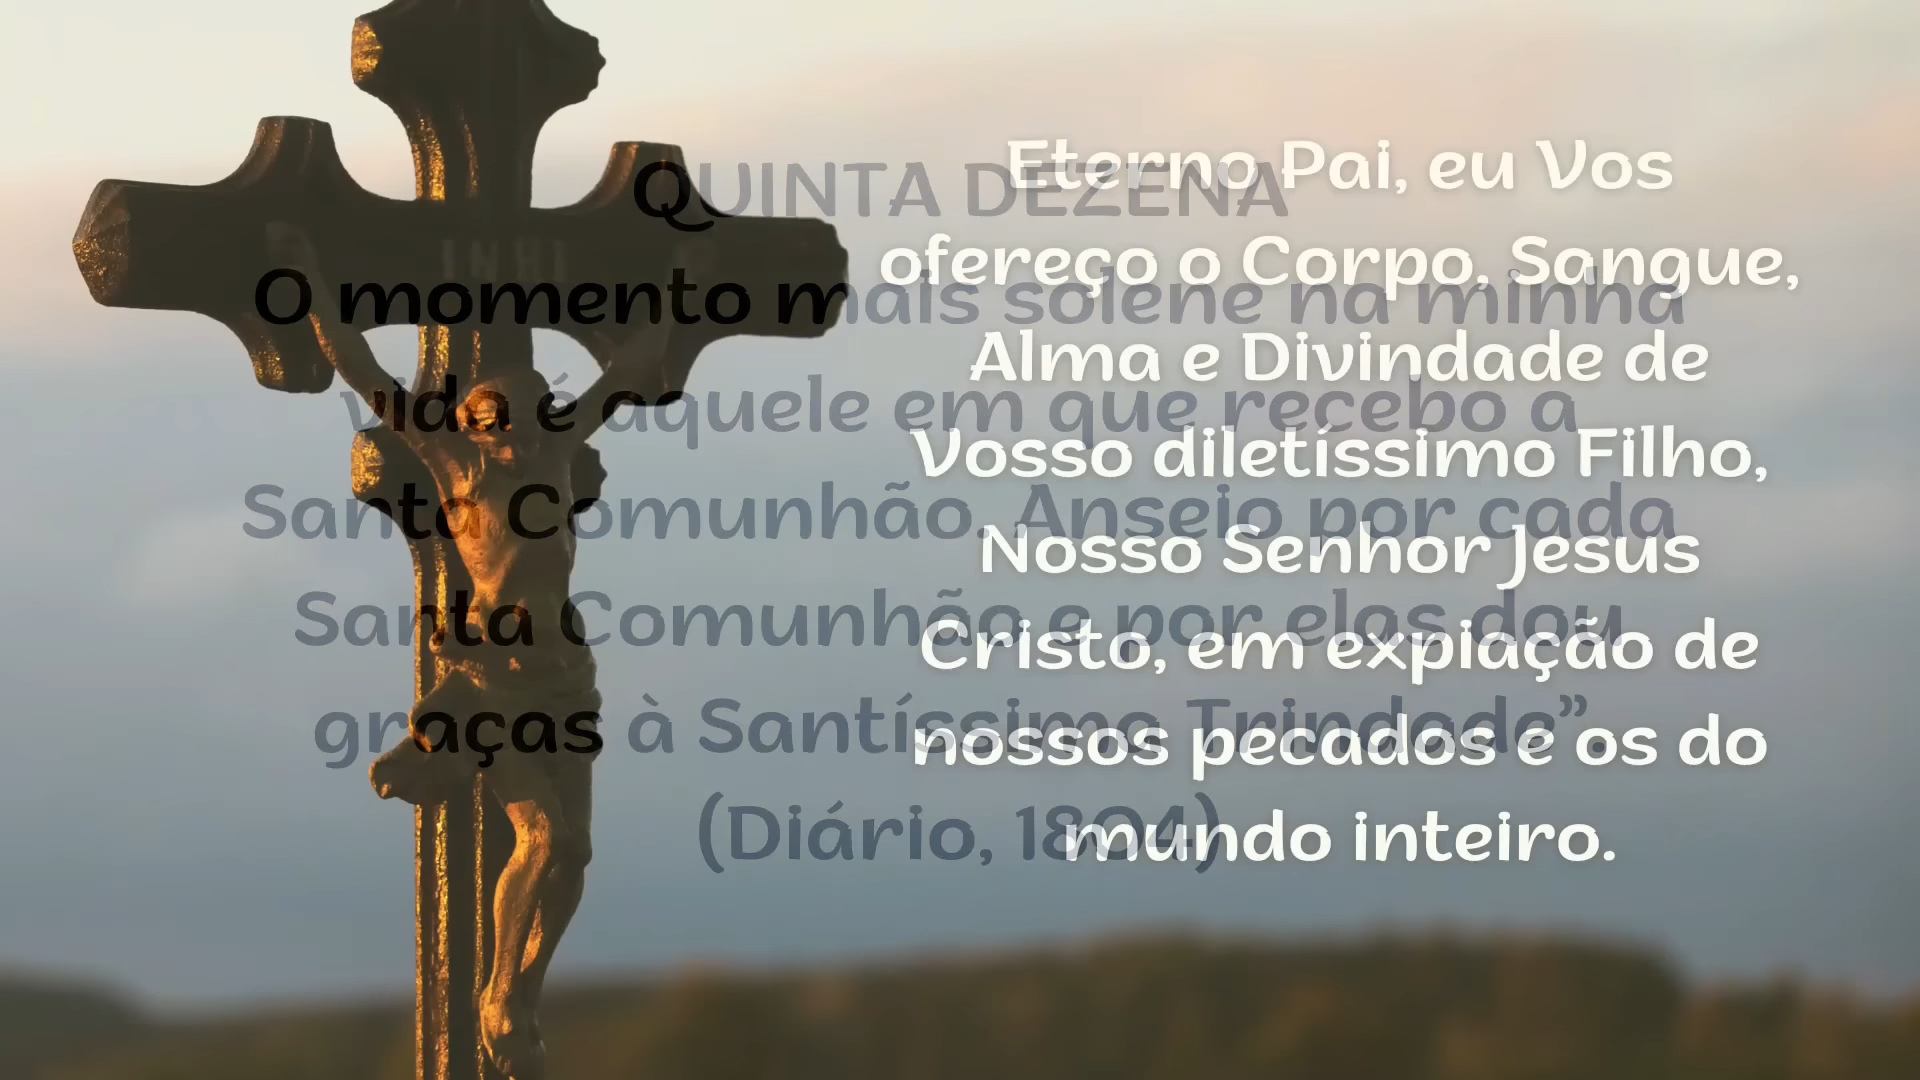 QUINTA DEZENA
O momento mais solene na minha
vida é aquele em que recebo a
Santa Comunhão. Anseio por cada
Santa Comunhão e por elas dou
graças à Santíssima Trindade”.
(Diário, 1804)
Eterno Pai, eu Vos
ofereço o Corpo, Sangue,
Alma e Divindade de
Vosso diletíssimo Filho,
Nosso Senhor Jesus
Cristo, em expiação de
nossos pecados e os do
mundo inteiro.
INRI